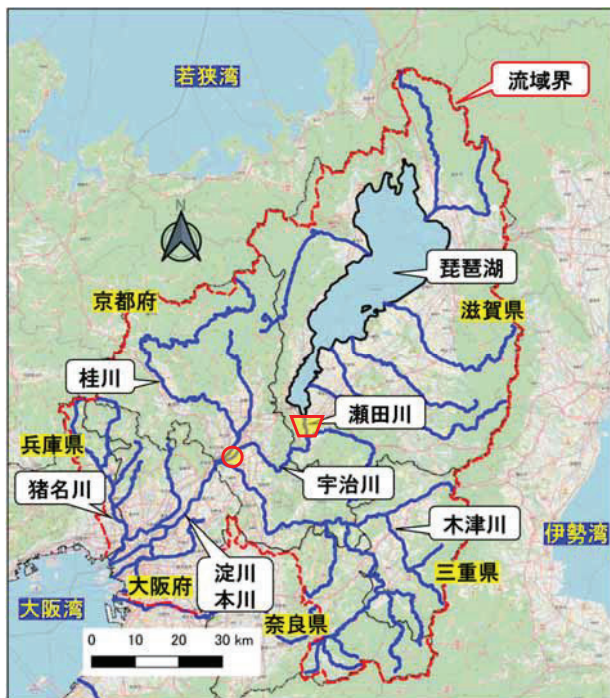 若狭湾
流域界
N
琵琶湖
京都府
滋賀県
桂川
瀬田川
兵庫県
猪名川
宇治川
木津川
伊勢湾
大阪府
淀川
本川
三重県
大阪湾
奈良県
0 10 20 30 km